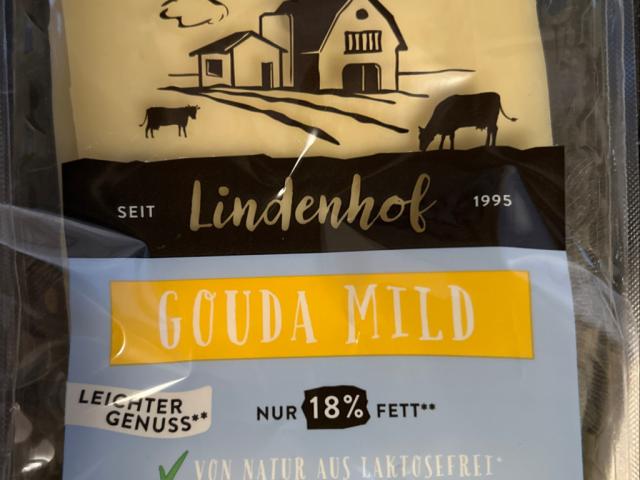 SEIT Lindenhof 1995
GOUDA MILD
LEICHTER
GENUSS**
NUR 18% FETT**
VON NATUR AUS LAKTOSEFREI*